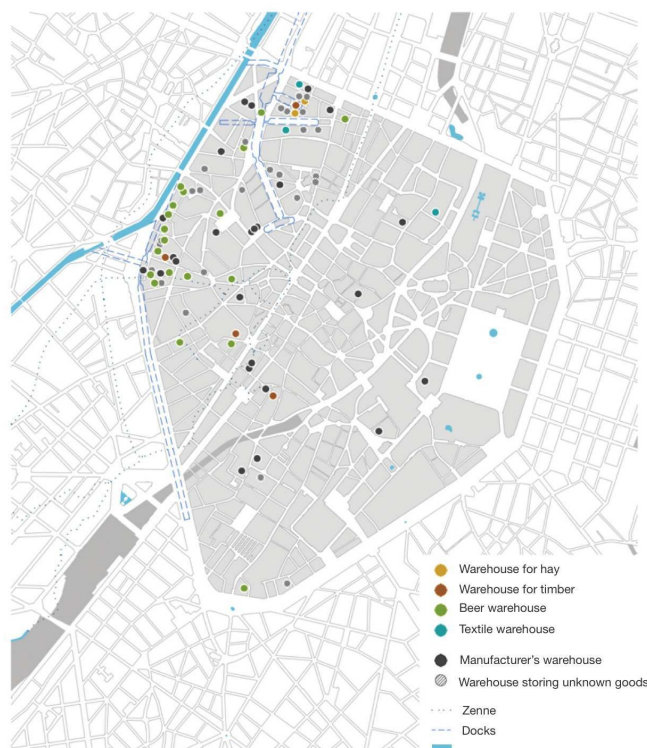 Warehouse for hay
Warehouse for timber
Beer warehouse
Textile warehouse
Manufacturer's warehouse
Warehouse storing unknown goods
Zenne
Docks